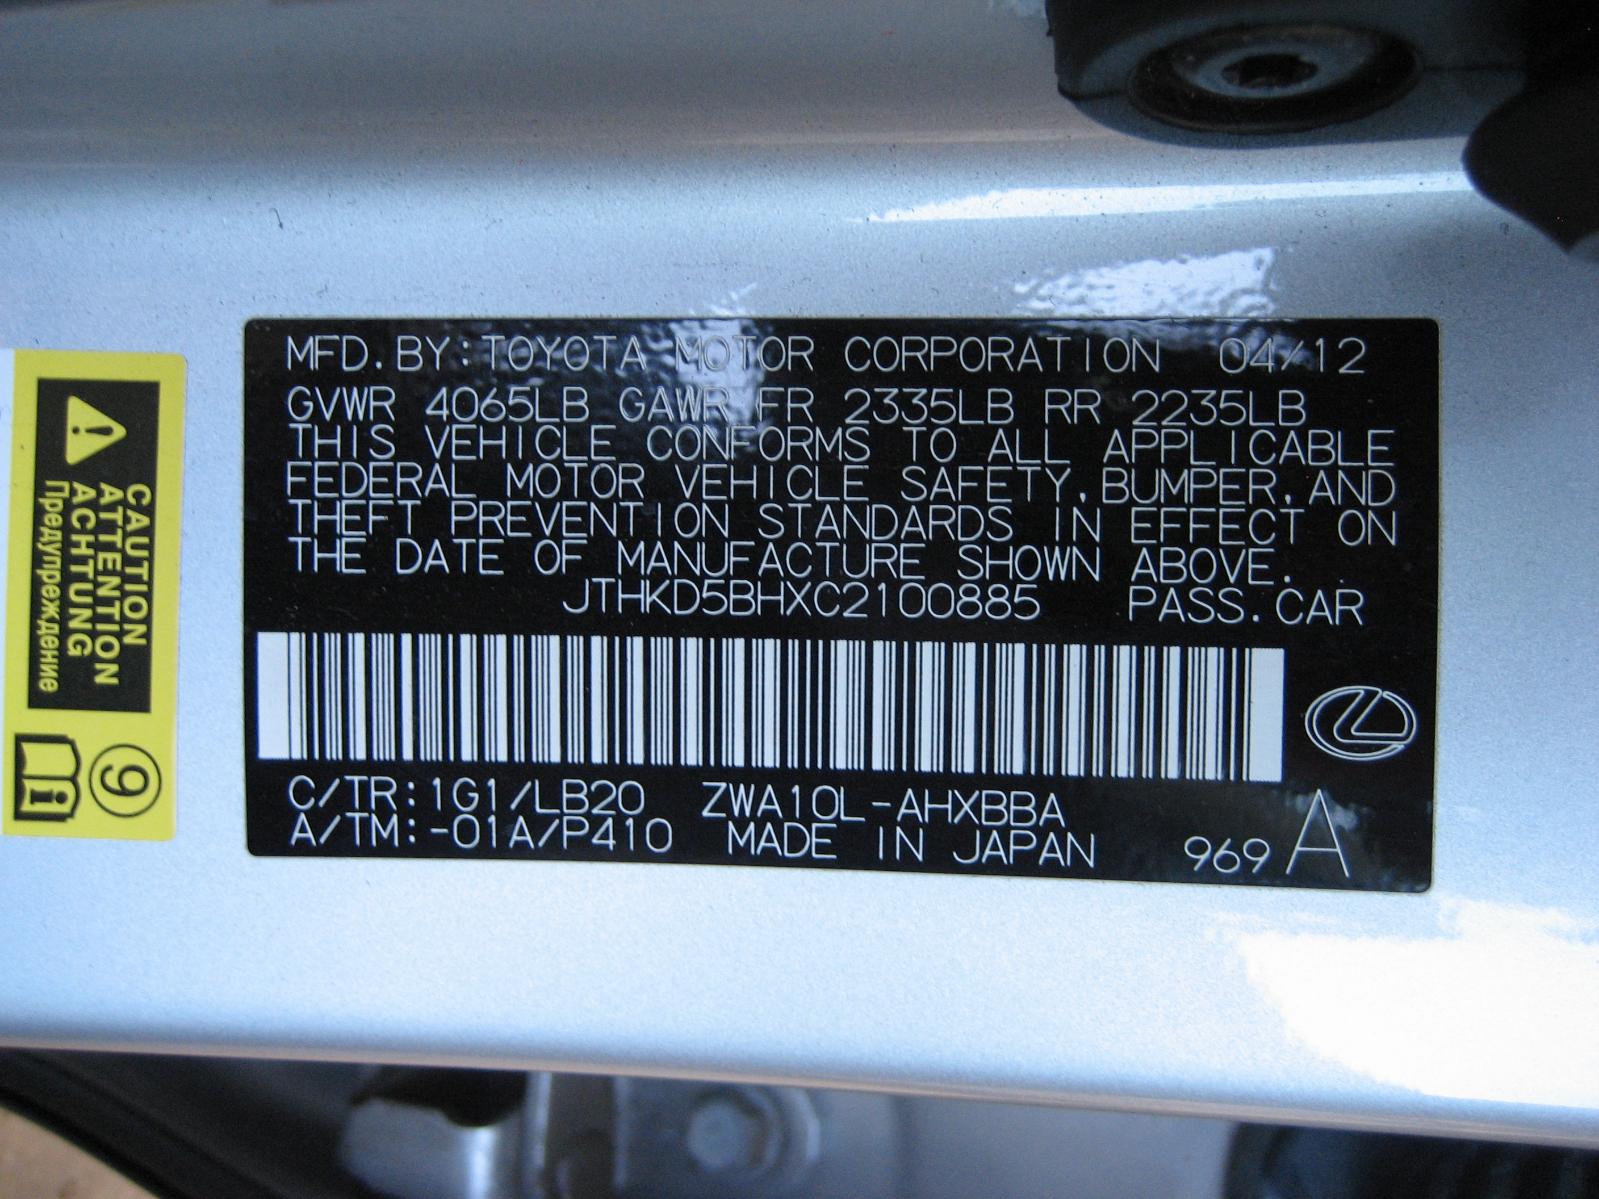 MFD. BY: TOYOTA MOTOR CORPORATION 04/12
GVWR 4065LB GAWR FR 2335LB RR 2235LB
THIS VEHICLE CONFORMS TO ALL APPLICABLE
FEDERAL MOTOR VEHICLE SAFETY, BUMPER, AND
THEFT PREVENTION STANDARDS IN EFFECT ON
THE DATE OF MANUFACTURE SHOWN ABOVE.
JTHKD5BHXC2100885 PASS. CAR
C/TR: 1G1/LB20 ZWA10L-AHXBBA
A/TM: -01A/P410 MADE IN JAPAN 969 A
CAUTION
ATTENTION
ACHTUNG
Предупреждение
9